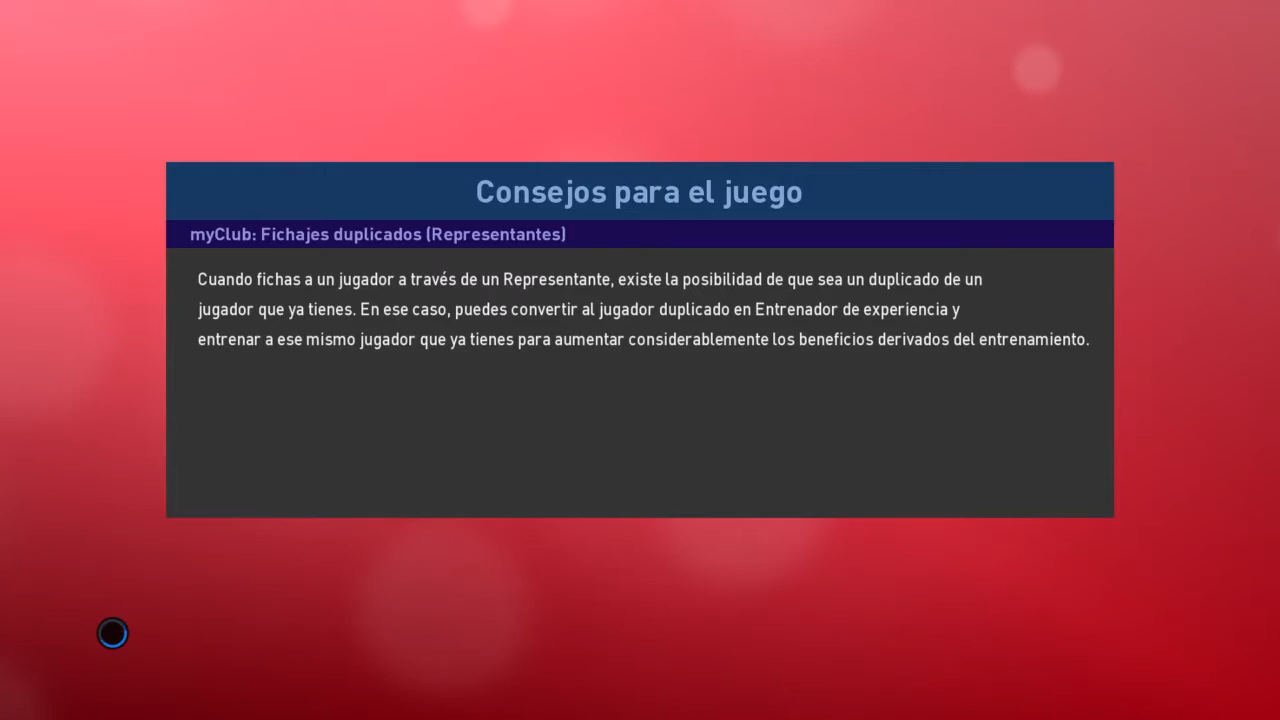 Consejos para el juego
myClub: Fichajes duplicados (Representantes)
Cuando fichas a un jugador a través de un Representante, existe la posibilidad de que sea un duplicado de un
jugador que ya tienes. En ese caso, puedes convertir al jugador duplicado en Entrenador de experiencia y
entrenar a ese mismo jugador que ya tienes para aumentar considerablemente los beneficios derivados del entrenamiento.